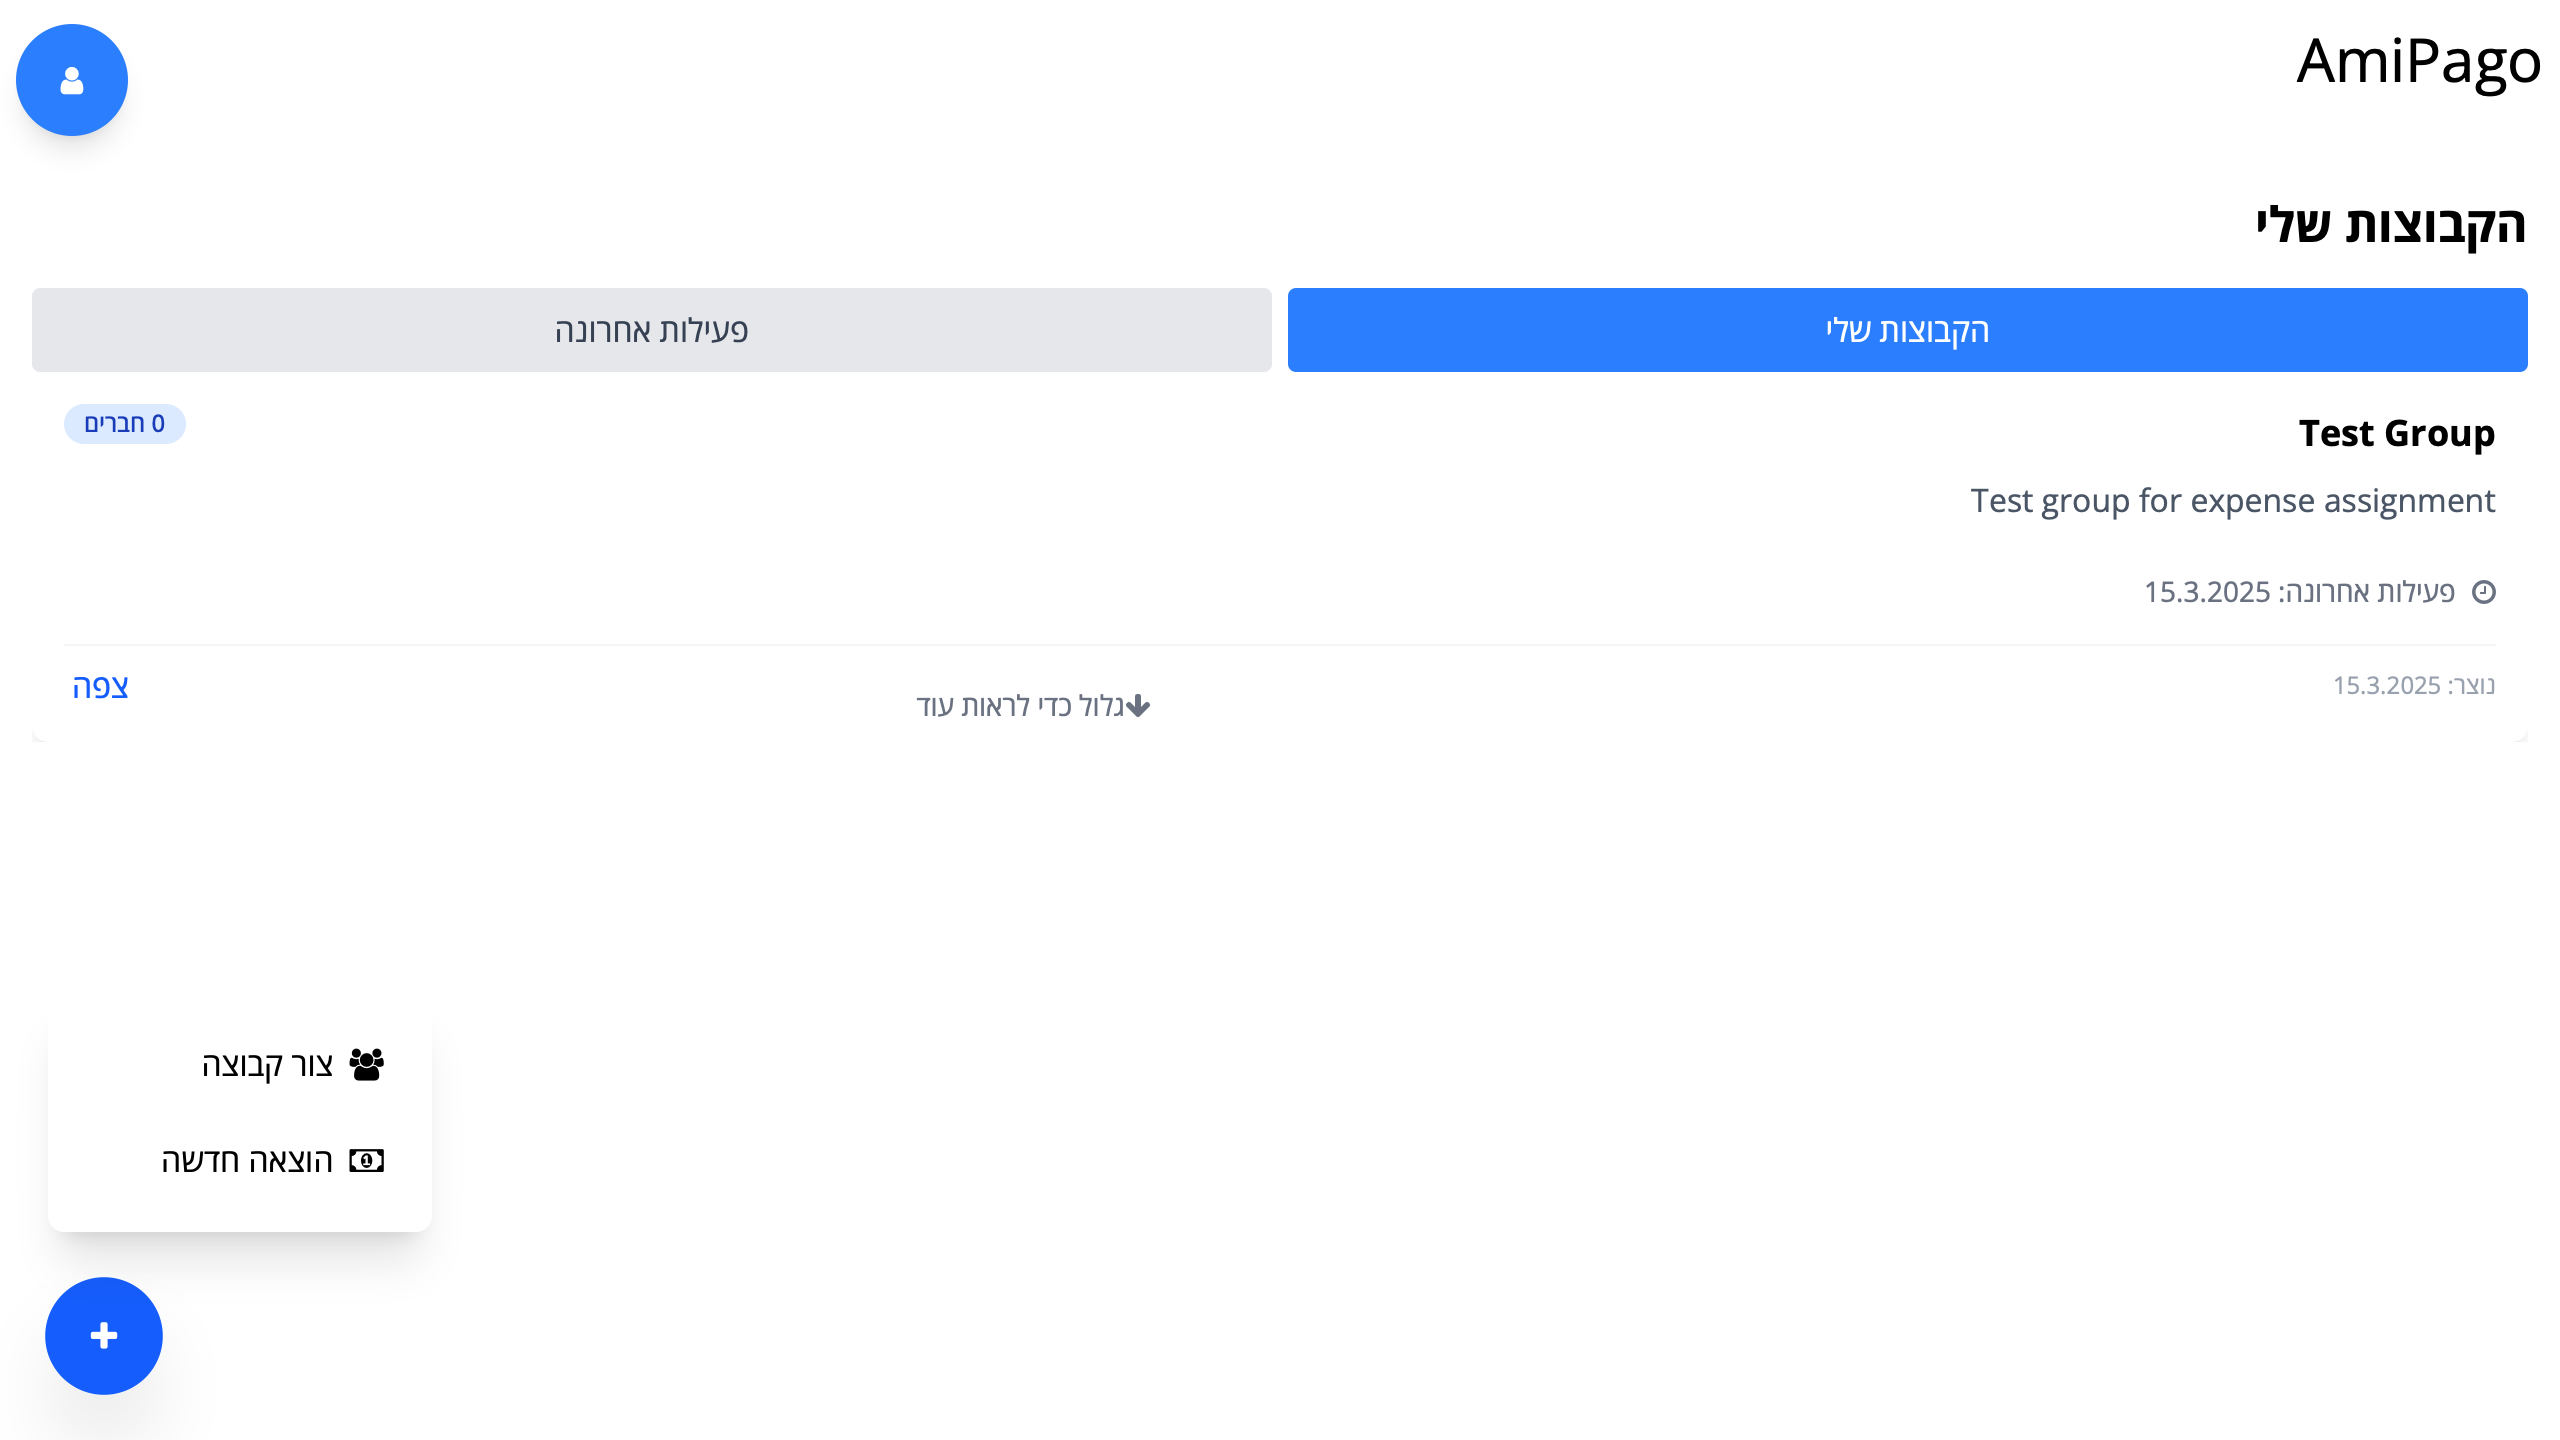 AmiPago
הקבוצות שלי
הקבוצות שלי
פעילות אחרונה
Test Group
0 חברים
Test group for expense assignment
פעילות אחרונה: 15.3.2025
נוצר: 15.3.2025
צפה
גלול כדי לראות עוד
צור קבוצה
הוצאה חדשה